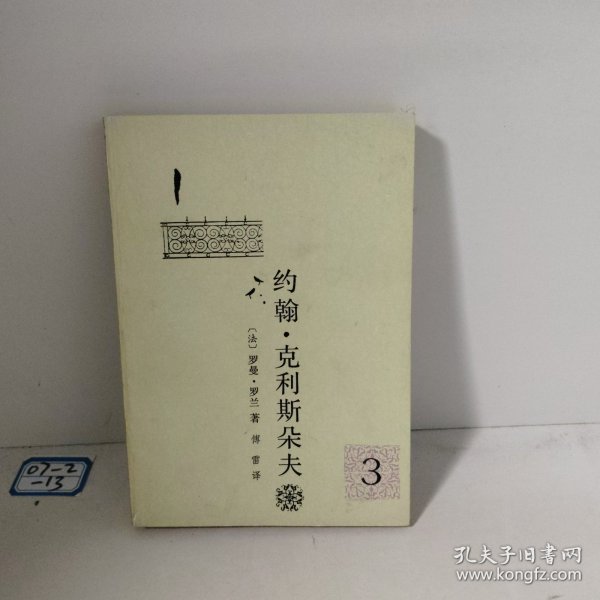 约翰·克利斯朵夫
〔法〕罗曼·罗兰著
傅雷译
3
07-2
-13
孔夫子旧书网
www.kongfz.com